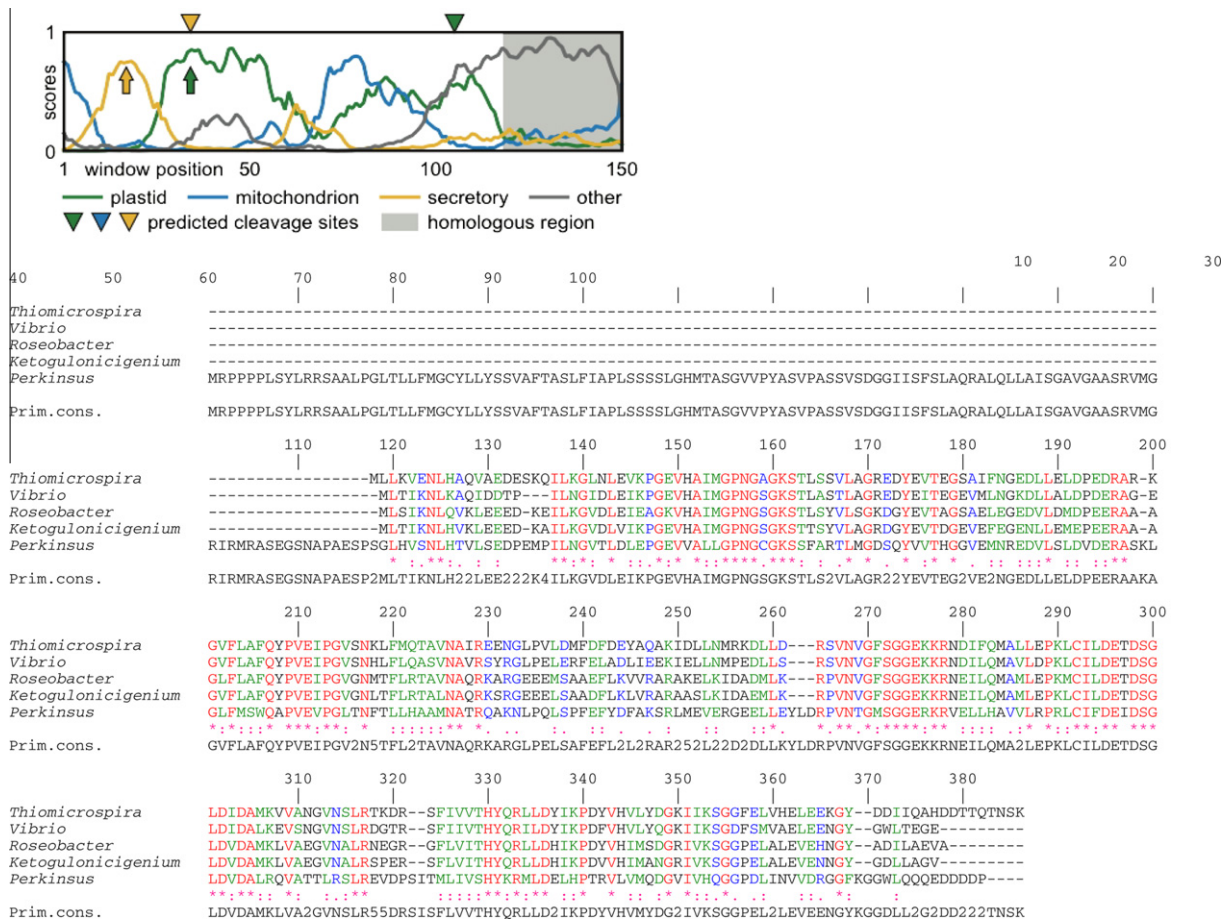 1
scores
0
1 window position 50 100 150
plastid mitochondrion secretory other
predicted cleavage sites homologous region
10 20 30
40 50 60 70 80 90 100
Thiomicrospira ----------------------------------------------------------------------------------------------------
Vibrio ----------------------------------------------------------------------------------------------------
Roseobacter ----------------------------------------------------------------------------------------------------
Ketogulonicigenium ----------------------------------------------------------------------------------------------------
Perkinsus MRPPPPLSYLRRSAALPGLTLLFMGCYLLYSSVAFTASLFIAPLSSSSLGHMTASGVVPYASVPASSVSDGGIISFSLAQRALQLLAISGAVGAASRVMG
Prim.cons. MRPPPPLSYLRRSAALPGLTLLFMGCYLLYSSVAFTASLFIAPLSSSSLGHMTASGVVPYASVPASSVSDGGIISFSLAQRALQLLAISGAVGAASRVMG
110 120 130 140 150 160 170 180 190 200
Thiomicrospira -----------------MLLKVENLHAQVAEDESKQILKGLNLEVKPGEVHAIMGPNGAGKSTLSSVLAGREDYEVTEGSAIFNGEDLLELDPEDRAR-K
Vibrio ------------------MLTIKNLKAQIDDTP---ILKGIDLEIKPGEVHAIMGPNGSGKSTLASTLAGREEYEITEGEVMLNGKDLLALDPEDRAG-E
Roseobacter ------------------MLSIKNLQVKLEEED-KEILKGVDLEIEAGKVHAIMGPNGSGKSTLSYVLSGKDGYEVTAGSAELEGEDVLDMDPEERAA-A
Ketogulonicigenium ------------------MLTIKNLHVKLEEED-KAILKGVDLVIKPGEVHAIMGPNGSGKSTTSYVLAGRDGYEVTDGEVEFEGENLLEMEPEERAA-A
Perkinsus RIRMRASEGSNAPAESPSGLHVSNLHTVLSEDPEMPILNGVTLDLEPGEVVALLGPNGCGKSSFARTLMGDSQYVVTHGGVEMNREDVLSLDVDERASKL
Prim.cons. RIRMRASEGSNAPAESP2MLTIKNLH22LEE222K4ILKGVDLEIKPGEVHAIMGPNGSGKSTLS2VLAGR22YEVTEG2VE2NGEDLLELDPEERAAKA
210 220 230 240 250 260 270 280 290 300
Thiomicrospira GVFLAFQYPVEIPGVSNKLFMQTAVNAIREENGLPVLDMFDFDEYAQAKIDLLNMRKDLLD---RSVNVGFSGGEKKRNDIFQMALLEPKLCILDETDSG
Vibrio GVFLAFQYPVEIPGVSNHLFLQASVNAVRSYRGLPELERFELADLIEEKIELLNMPEDLLS---RSVNVGFSGGEKKRNDILQMAVLDPKLCILDETDSG
Roseobacter GLFLAFQYPVEIPGVGNMTFLRTAVNAQRKARGEEEMSAAEFLKVVRARAKELKIDADMLK---RPVNVGFSGGEKKRNEILQMAMLEPKMCILDETDSG
Ketogulonicigenium GVFLAFQYPVEIPGVGNLTFLRTALNAQRKSRGEEELSAADFLKLVRARAASLKIDAEMLK---RPVNVGFSGGEKKRNEILQMAMLEPKLCILDETDSG
Perkinsus GLFMSWQAPVEVPGLTNFTLLHAAMNATRQAKNLPQLSPFEFYDFAKSRLMEVERGEELLEYLDRPVNTGMSGGERKRVELLHAVVLRPRLCILDEIDSG
Prim.cons. GVFLAFQYPVEIPGV2N5TFL2TAVNAQRKARGLPELSAFEFL2L2RAR252L22D2DLLKYLDRPVNVGFSGGEKKRNEILQMA2LEPKLCILDETDSG
310 320 330 340 350 360 370 380
Thiomicrospira LDIDAMKVVANGVNSLRTKDR--SFIVVTHYQRLLDYIKPDYVHVLYDGKIIKSGGFELVHELEEKGY--DDIIQAHDDTTQTNSK
Vibrio LDIDALKEVSNGVNSLRDGTR--SFIIVTHYQRLLDYIKPDFVHVLYQGKIIKSGDFSMVAELEENGY--GWLTEGE---------
Roseobacter LDVDAMKLVAEGVNALRNEGR--GFLVITHYQRLLDHIKPDVVHIMSDGRIVKSGGPELALEVEHNGY--ADILAEVA--------
Ketogulonicigenium LDVDAMKLVAEGVNALRSPER--SFLVITHYQRLLDHIKPDVVHIMANGRIVKSGGPELALEVENNGY--GDLLAGV---------
Perkinsus LDVDALRQVATTLRSLREVDPSITMLIVSHYKRMLDELHPTRVLVMQDGVIVHQGGPDLINVVDRGGFKGGWLQQQEDDDDP----
Prim.cons. LDVDAMKLVA2GVNSLR55DRSISFLVVTHYQRLLD2IKPDYVHVMYDG2IVKSGGPEL2LEVEENGYKGGDLL2G2DD222TNSK